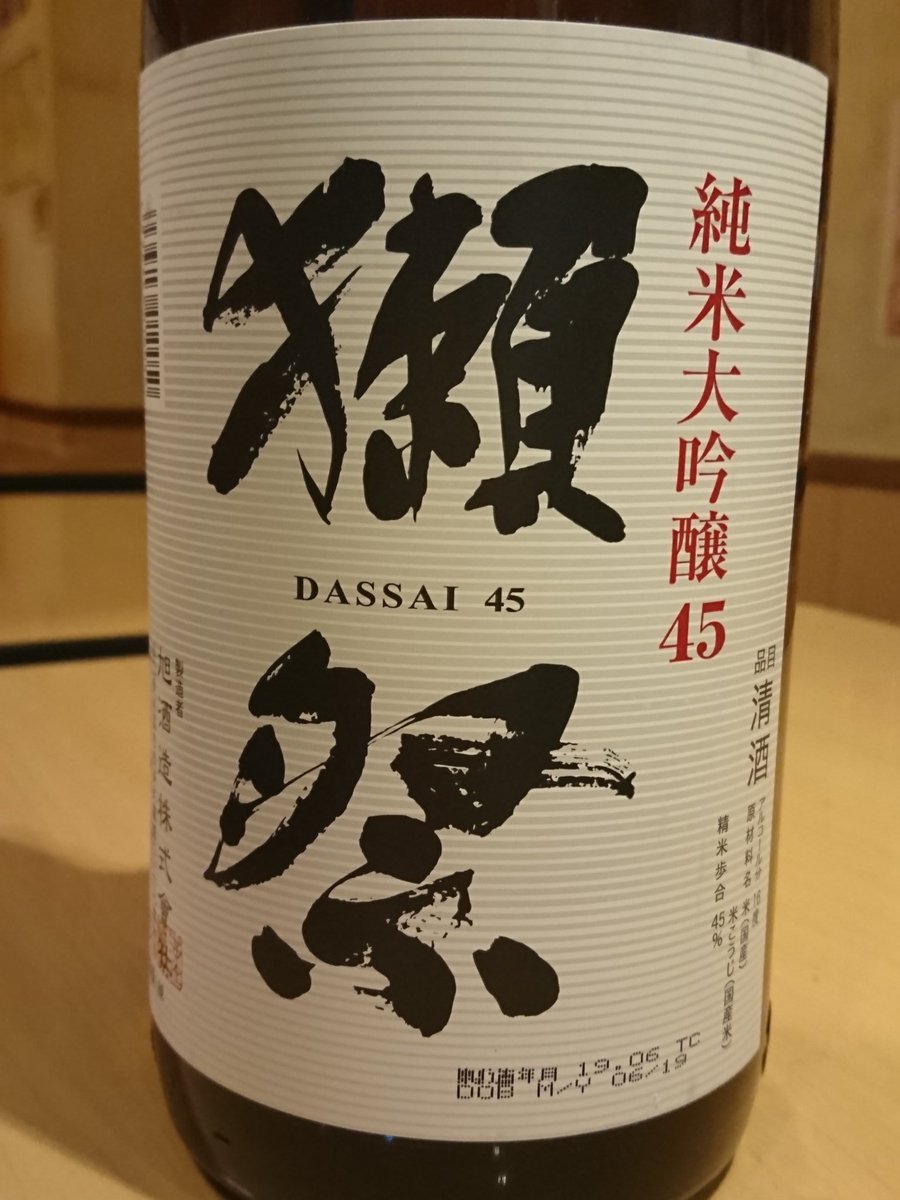 獺祭
DASSAI 45
純米大吟醸45
品目 清酒
アルコール分 16度
原材料名 米(国産)
米こうじ(国産米)
精米歩合 45%
製造者
旭酒造株式會社
製造年月 19.06 TC
DOB M/Y 06/19